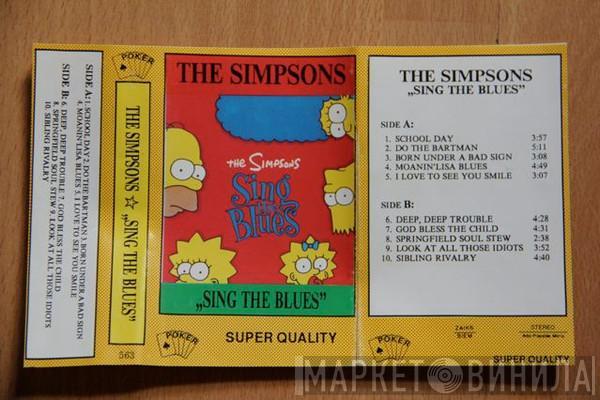 SIDE A: 1. SCHOOL DAY 2. DO THE BARTMAN 3. BORN UNDER A BAD SIGN
4. MOANIN'LISA BLUES 5. I LOVE TO SEE YOU SMILE
SIDE B: 6. DEEP, DEEP TROUBLE 7. GOD BLESS THE CHILD
8. SPRINGFIELD SOUL STEW 9. LOOK AT ALL THOSE IDIOTS
10. SIBLING RIVALRY
POKER
THE SIMPSONS ☆ „SING THE BLUES”
563
THE SIMPSONS
THE SIMPSONS
Sing the Blues
„SING THE BLUES”
POKER
SUPER QUALITY
THE SIMPSONS
„SING THE BLUES”
SIDE A:
1. SCHOOL DAY 3:57
2. DO THE BARTMAN 5:11
3. BORN UNDER A BAD SIGN 3:08
4. MOANIN'LISA BLUES 4:49
5. I LOVE TO SEE YOU SMILE 3:07
SIDE B:
6. DEEP, DEEP TROUBLE 4:28
7. GOD BLESS THE CHILD 4:31
8. SPRINGFIELD SOUL STEW 2:38
9. LOOK AT ALL THOSE IDIOTS 3:52
10. SIBLING RIVALRY 4:40
POKER
ZAIKS
BIEM
STEREO
Also Playable Mono
SUPER QUALITY
МАРКЕТ ВИНИЛА